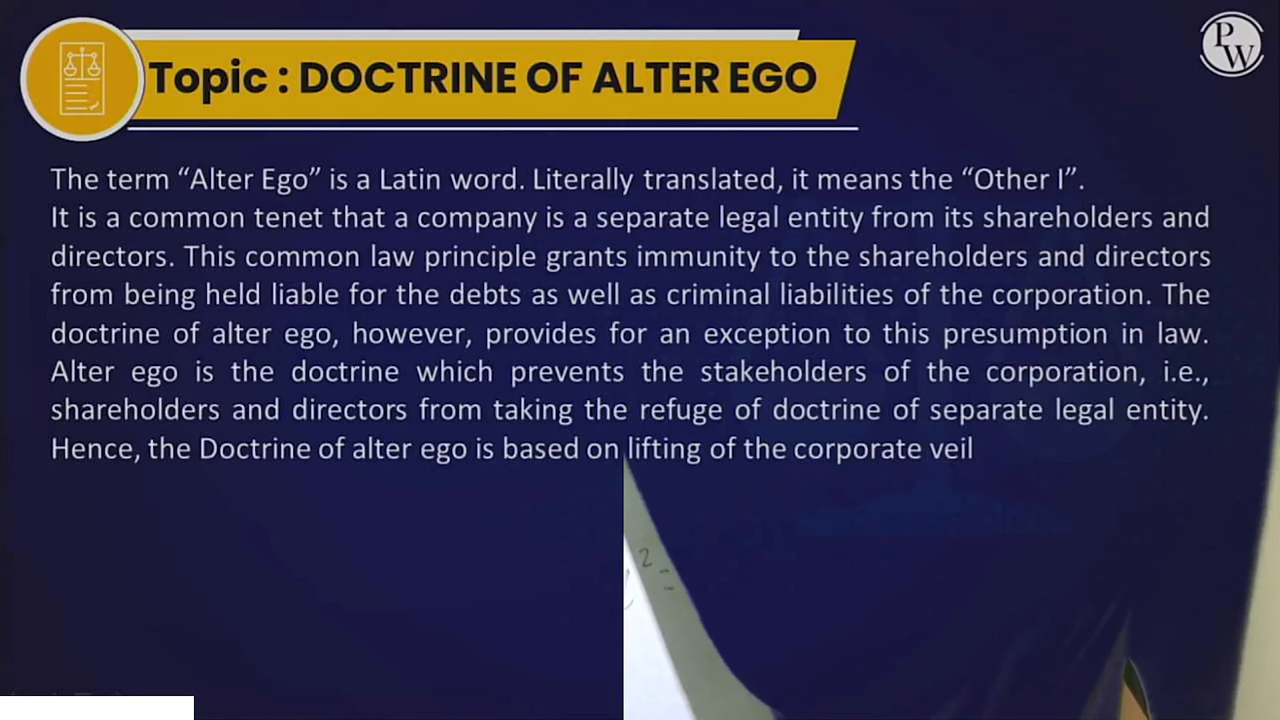 Topic : DOCTRINE OF ALTER EGO
PW
The term “Alter Ego” is a Latin word. Literally translated, it means the “Other I”.
It is a common tenet that a company is a separate legal entity from its shareholders and
directors. This common law principle grants immunity to the shareholders and directors
from being held liable for the debts as well as criminal liabilities of the corporation. The
doctrine of alter ego, however, provides for an exception to this presumption in law.
Alter ego is the doctrine which prevents the stakeholders of the corporation, i.e.,
shareholders and directors from taking the refuge of doctrine of separate legal entity.
Hence, the Doctrine of alter ego is based on lifting of the corporate veil
2 =